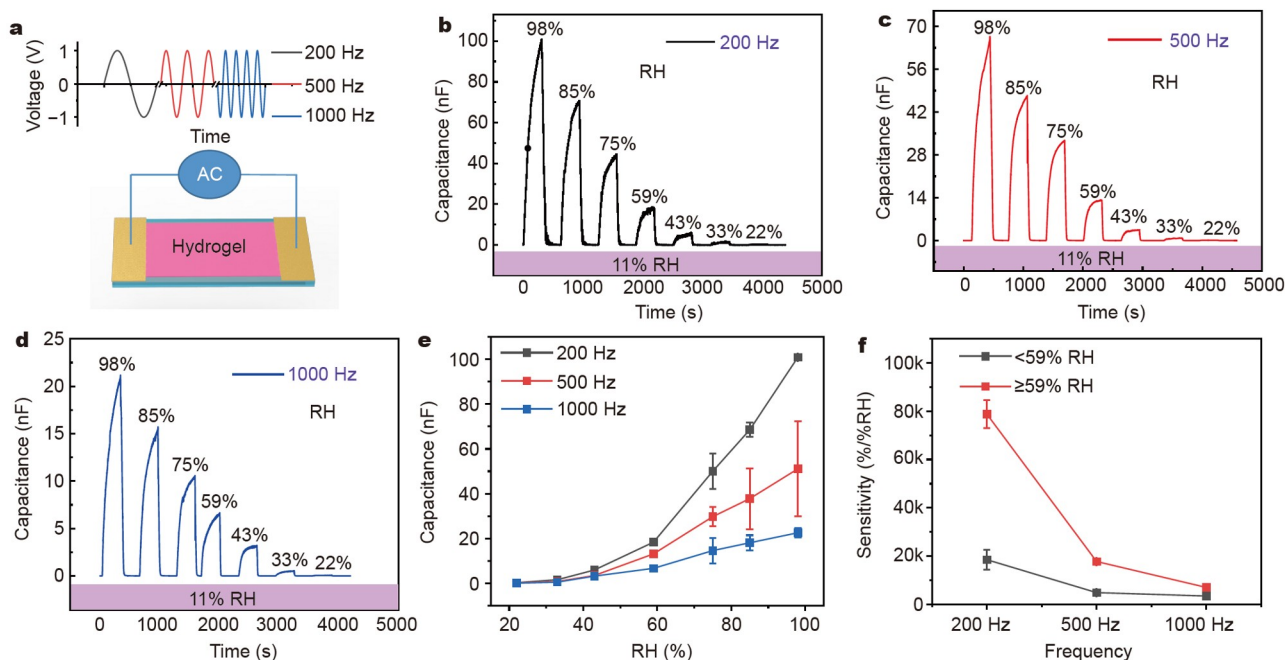 a
Voltage (V)
1
0
−1
200 Hz
500 Hz
1000 Hz
Time
AC
Hydrogel
b
Capacitance (nF)
100
80
60
40
20
0
98%
85%
75%
59%
43%
33%
22%
200 Hz
RH
11% RH
0 1000 2000 3000 4000 5000
Time (s)
c
Capacitance (nF)
70
56
42
28
14
0
98%
85%
75%
59%
43%
33%
22%
500 Hz
RH
11% RH
0 1000 2000 3000 4000 5000
Time (s)
d
Capacitance (nF)
25
20
15
10
5
0
98%
85%
75%
59%
43%
33%
22%
1000 Hz
RH
11% RH
0 1000 2000 3000 4000 5000
Time (s)
e
Capacitance (nF)
100
80
60
40
20
0
200 Hz
500 Hz
1000 Hz
20 40 60 80 100
RH (%)
f
Sensitivity (%/%RH)
100k
80k
60k
40k
20k
0
<59% RH
≥59% RH
200 Hz 500 Hz 1000 Hz
Frequency